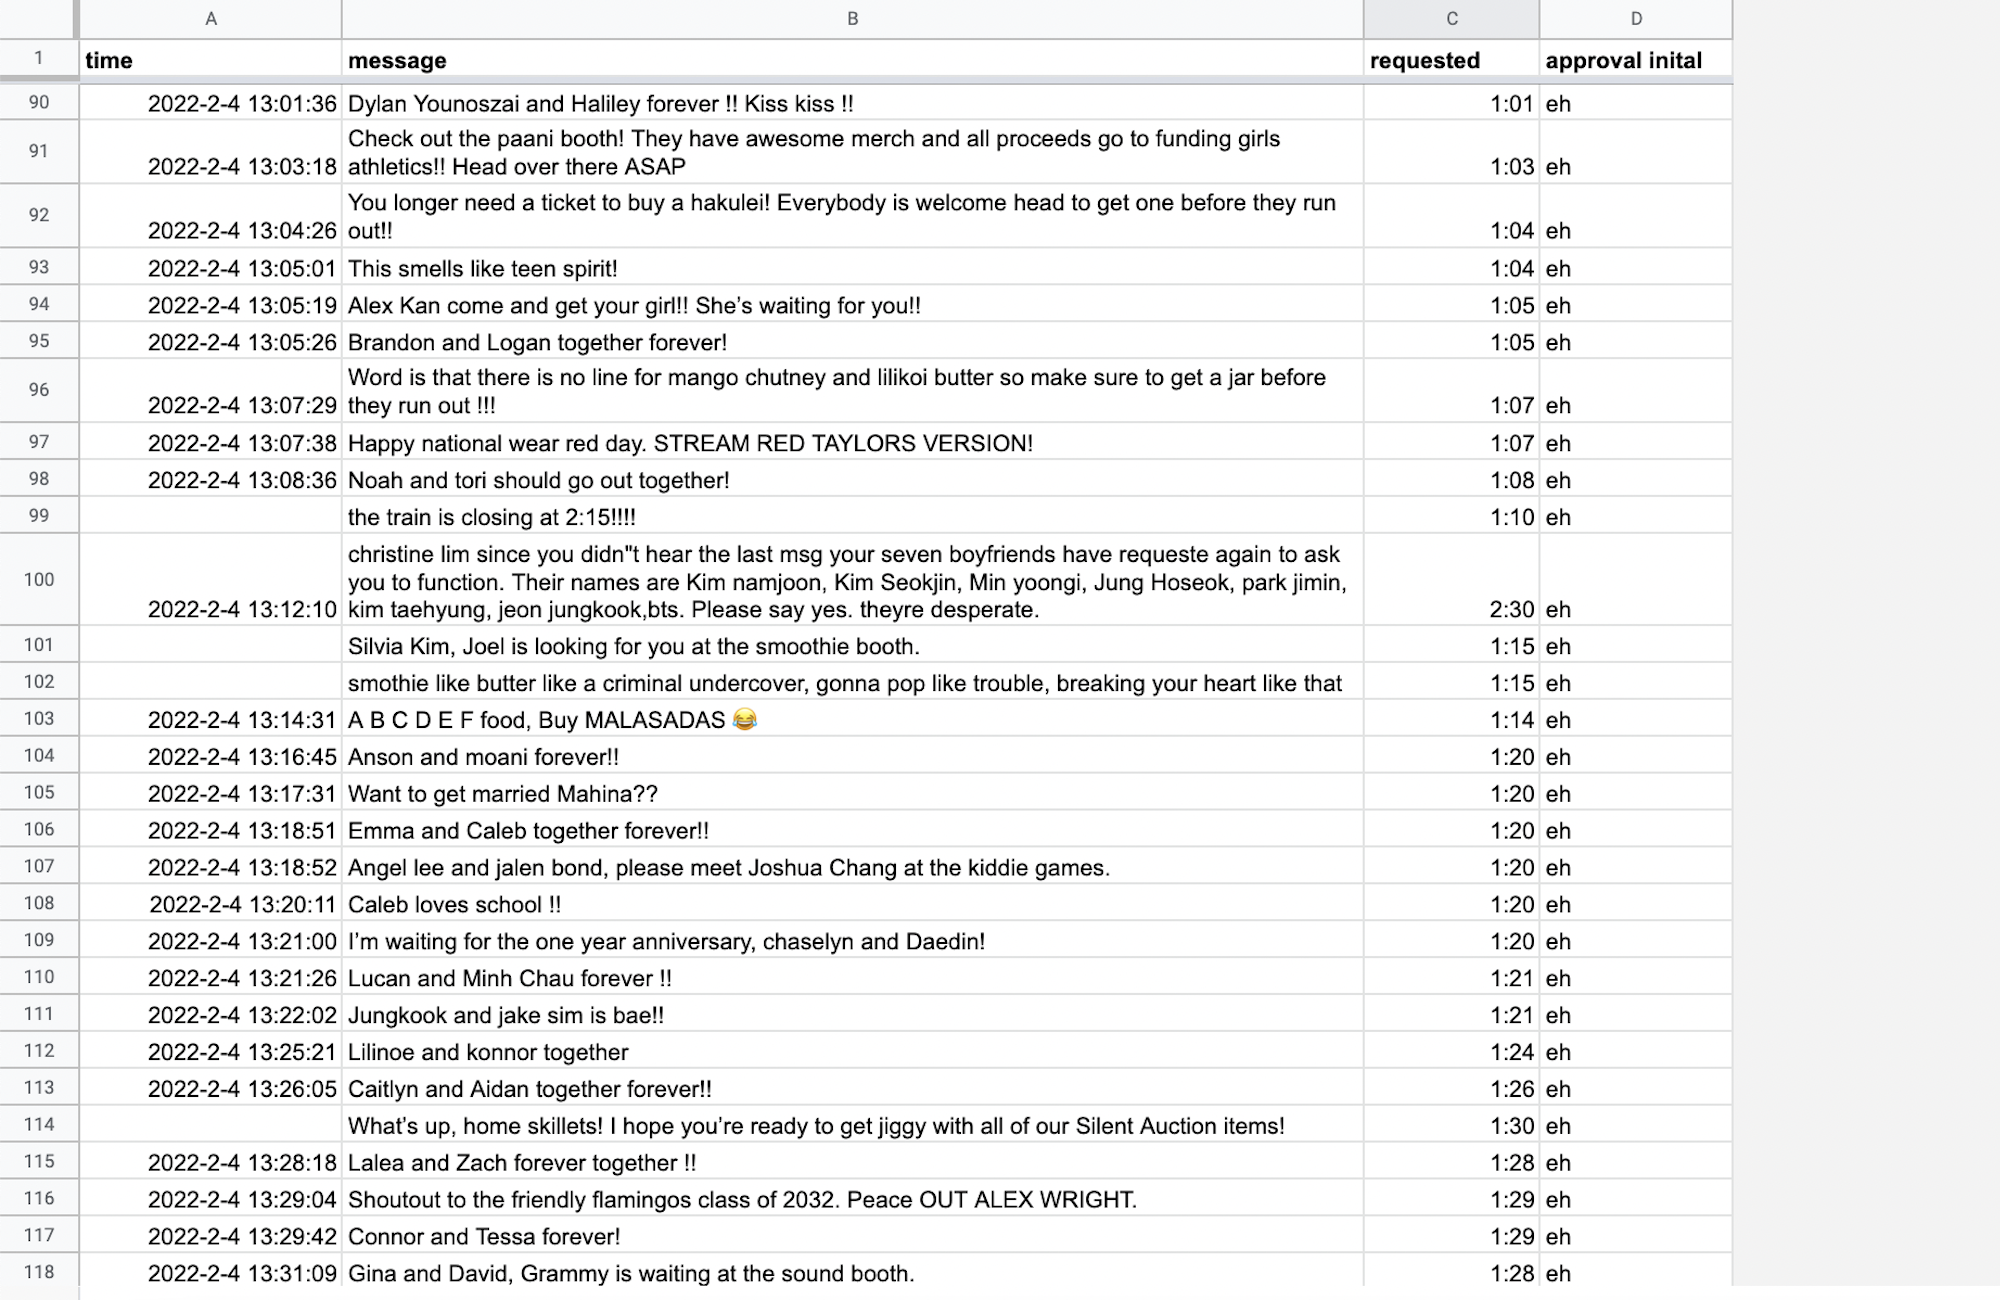 A B C D
1 time message requested approval inital
90 2022-2-4 13:01:36 Dylan Younoszai and Haliley forever !! Kiss kiss !! 1:01 eh
91 Check out the paani booth! They have awesome merch and all proceeds go to funding girls
2022-2-4 13:03:18 athletics!! Head over there ASAP 1:03 eh
92 You longer need a ticket to buy a hakulei! Everybody is welcome head to get one before they run
2022-2-4 13:04:26 out!! 1:04 eh
93 2022-2-4 13:05:01 This smells like teen spirit! 1:04 eh
94 2022-2-4 13:05:19 Alex Kan come and get your girl!! She’s waiting for you!! 1:05 eh
95 2022-2-4 13:05:26 Brandon and Logan together forever! 1:05 eh
96 Word is that there is no line for mango chutney and lilikoi butter so make sure to get a jar before
2022-2-4 13:07:29 they run out !!! 1:07 eh
97 2022-2-4 13:07:38 Happy national wear red day. STREAM RED TAYLORS VERSION! 1:07 eh
98 2022-2-4 13:08:36 Noah and tori should go out together! 1:08 eh
99 the train is closing at 2:15!!!! 1:10 eh
christine lim since you didn"t hear the last msg your seven boyfriends have requeste again to ask
100 you to function. Their names are Kim namjoon, Kim Seokjin, Min yoongi, Jung Hoseok, park jimin,
2022-2-4 13:12:10 kim taehyung, jeon jungkook,bts. Please say yes. theyre desperate. 2:30 eh
101 Silvia Kim, Joel is looking for you at the smoothie booth. 1:15 eh
102 smothie like butter like a criminal undercover, gonna pop like trouble, breaking your heart like that 1:15 eh
103 2022-2-4 13:14:31 A B C D E F food, Buy MALASADAS 😂 1:14 eh
104 2022-2-4 13:16:45 Anson and moani forever!! 1:20 eh
105 2022-2-4 13:17:31 Want to get married Mahina?? 1:20 eh
106 2022-2-4 13:18:51 Emma and Caleb together forever!! 1:20 eh
107 2022-2-4 13:18:52 Angel lee and jalen bond, please meet Joshua Chang at the kiddie games. 1:20 eh
108 2022-2-4 13:20:11 Caleb loves school !! 1:20 eh
109 2022-2-4 13:21:00 I’m waiting for the one year anniversary, chaselyn and Daedin! 1:20 eh
110 2022-2-4 13:21:26 Lucan and Minh Chau forever !! 1:21 eh
111 2022-2-4 13:22:02 Jungkook and jake sim is bae!! 1:21 eh
112 2022-2-4 13:25:21 Lilinoe and konnor together 1:24 eh
113 2022-2-4 13:26:05 Caitlyn and Aidan together forever!! 1:26 eh
114 What’s up, home skillets! I hope you’re ready to get jiggy with all of our Silent Auction items! 1:30 eh
115 2022-2-4 13:28:18 Lalea and Zach forever together !! 1:28 eh
116 2022-2-4 13:29:04 Shoutout to the friendly flamingos class of 2032. Peace OUT ALEX WRIGHT. 1:29 eh
117 2022-2-4 13:29:42 Connor and Tessa forever! 1:29 eh
118 2022-2-4 13:31:09 Gina and David, Grammy is waiting at the sound booth. 1:28 eh